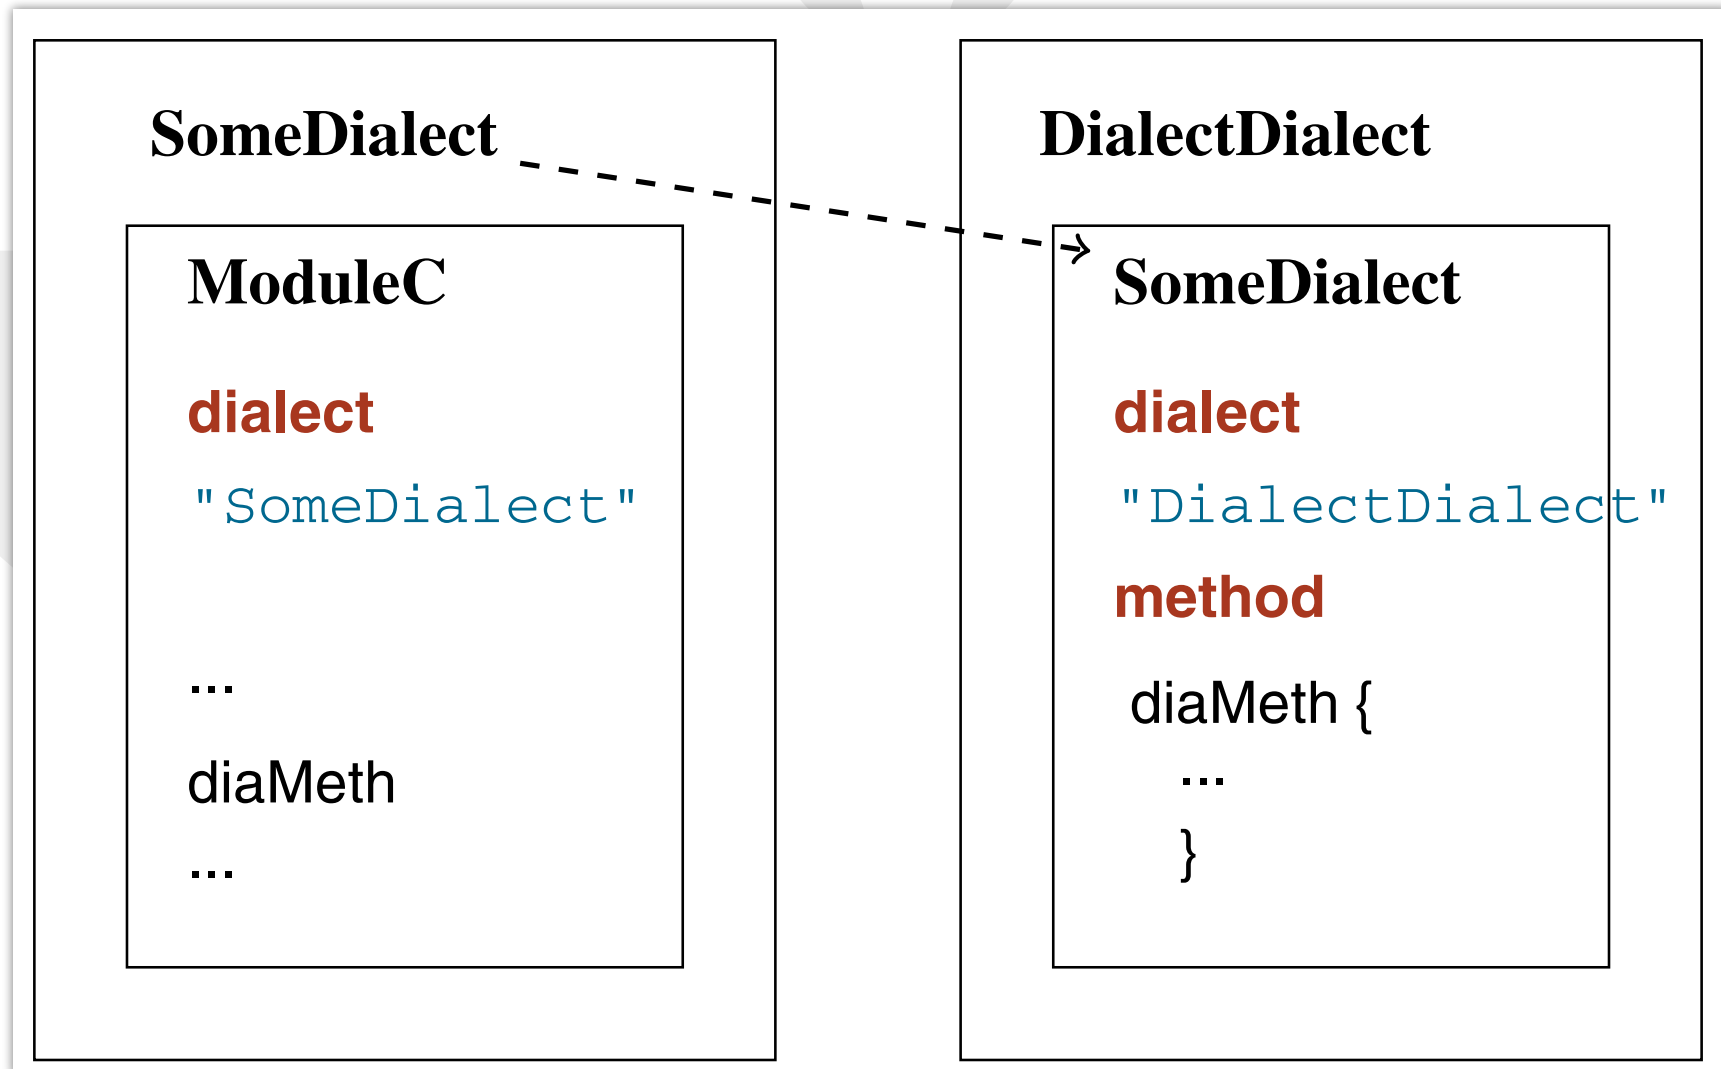 SomeDialect
ModuleC
dialect
"SomeDialect"
...
diaMeth
...
DialectDialect
SomeDialect
dialect
"DialectDialect"
method
diaMeth {
...
}